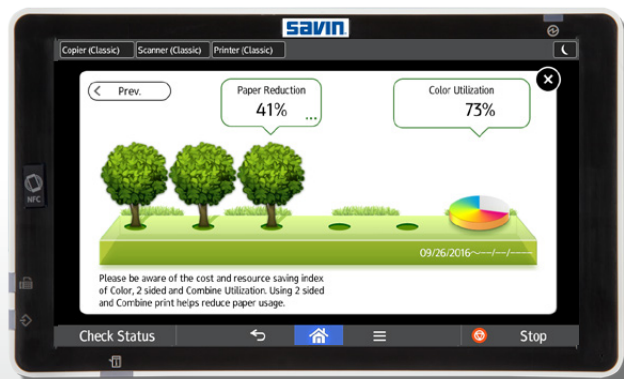 savin
Copier (Classic)
Scanner (Classic)
Printer (Classic)
Prev.
Paper Reduction
41%
...
Color Utilization
73%
09/26/2016~--/--/----
Please be aware of the cost and resource saving index
of Color, 2 sided and Combine Utilization. Using 2 sided
and Combine print helps reduce paper usage.
NFC
Check Status
Stop